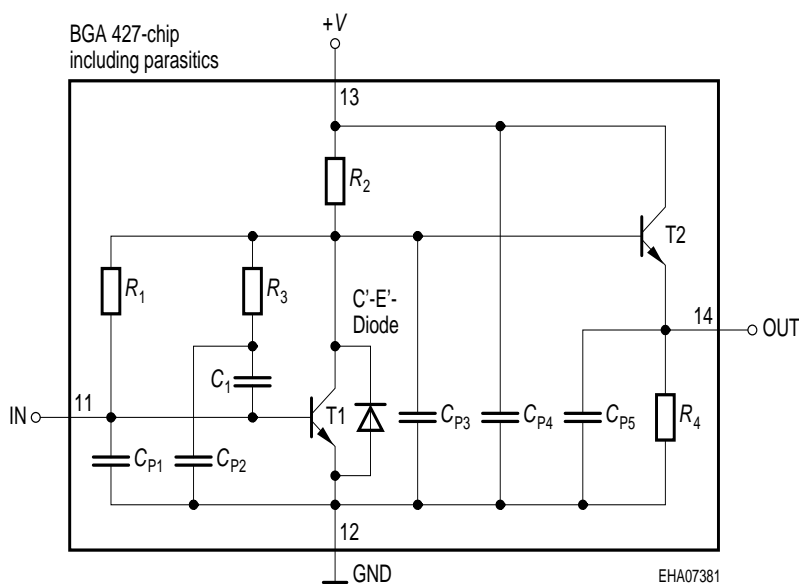 BGA 427-chip
including parasitics
+V
13
R2
T2
R1
R3
C'-E'-
Diode
14
OUT
C1
IN
11
T1
CP1
CP2
CP3
CP4
CP5
R4
12
GND
EHA07381